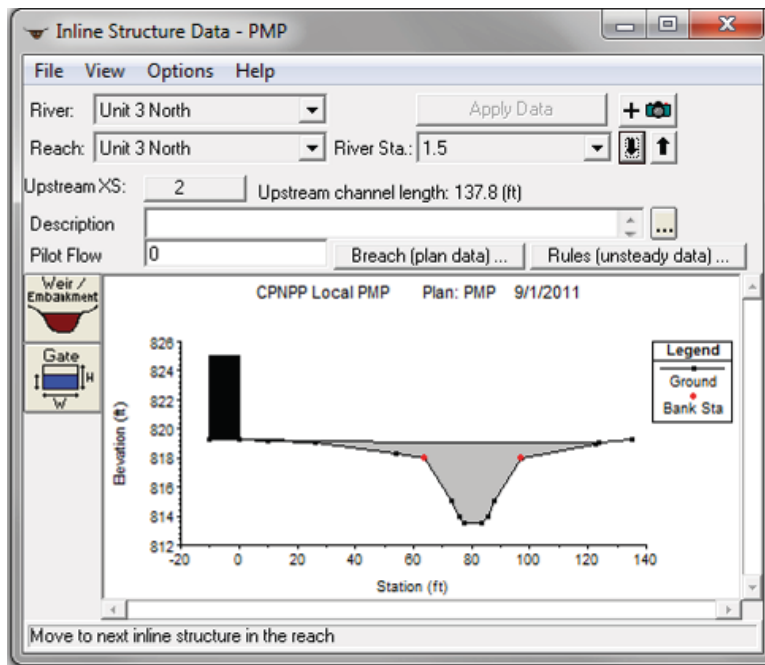 Inline Structure Data - PMP
File View Options Help
River: Unit 3 North Apply Data +
Reach: Unit 3 North River Sta.: 1.5
Upstream XS: 2 Upstream channel length: 137.8 (ft)
Description ...
Pilot Flow 0 Breach (plan data) ... Rules (unsteady data) ...
Weir / Embankment
Gate
H
W
CPNPP Local PMP Plan: PMP 9/1/2011
826
824
822
820
818
816
814
812
Elevation (ft)
-20 0 20 40 60 80 100 120 140
Station (ft)
Legend
Ground
Bank Sta
Move to next inline structure in the reach